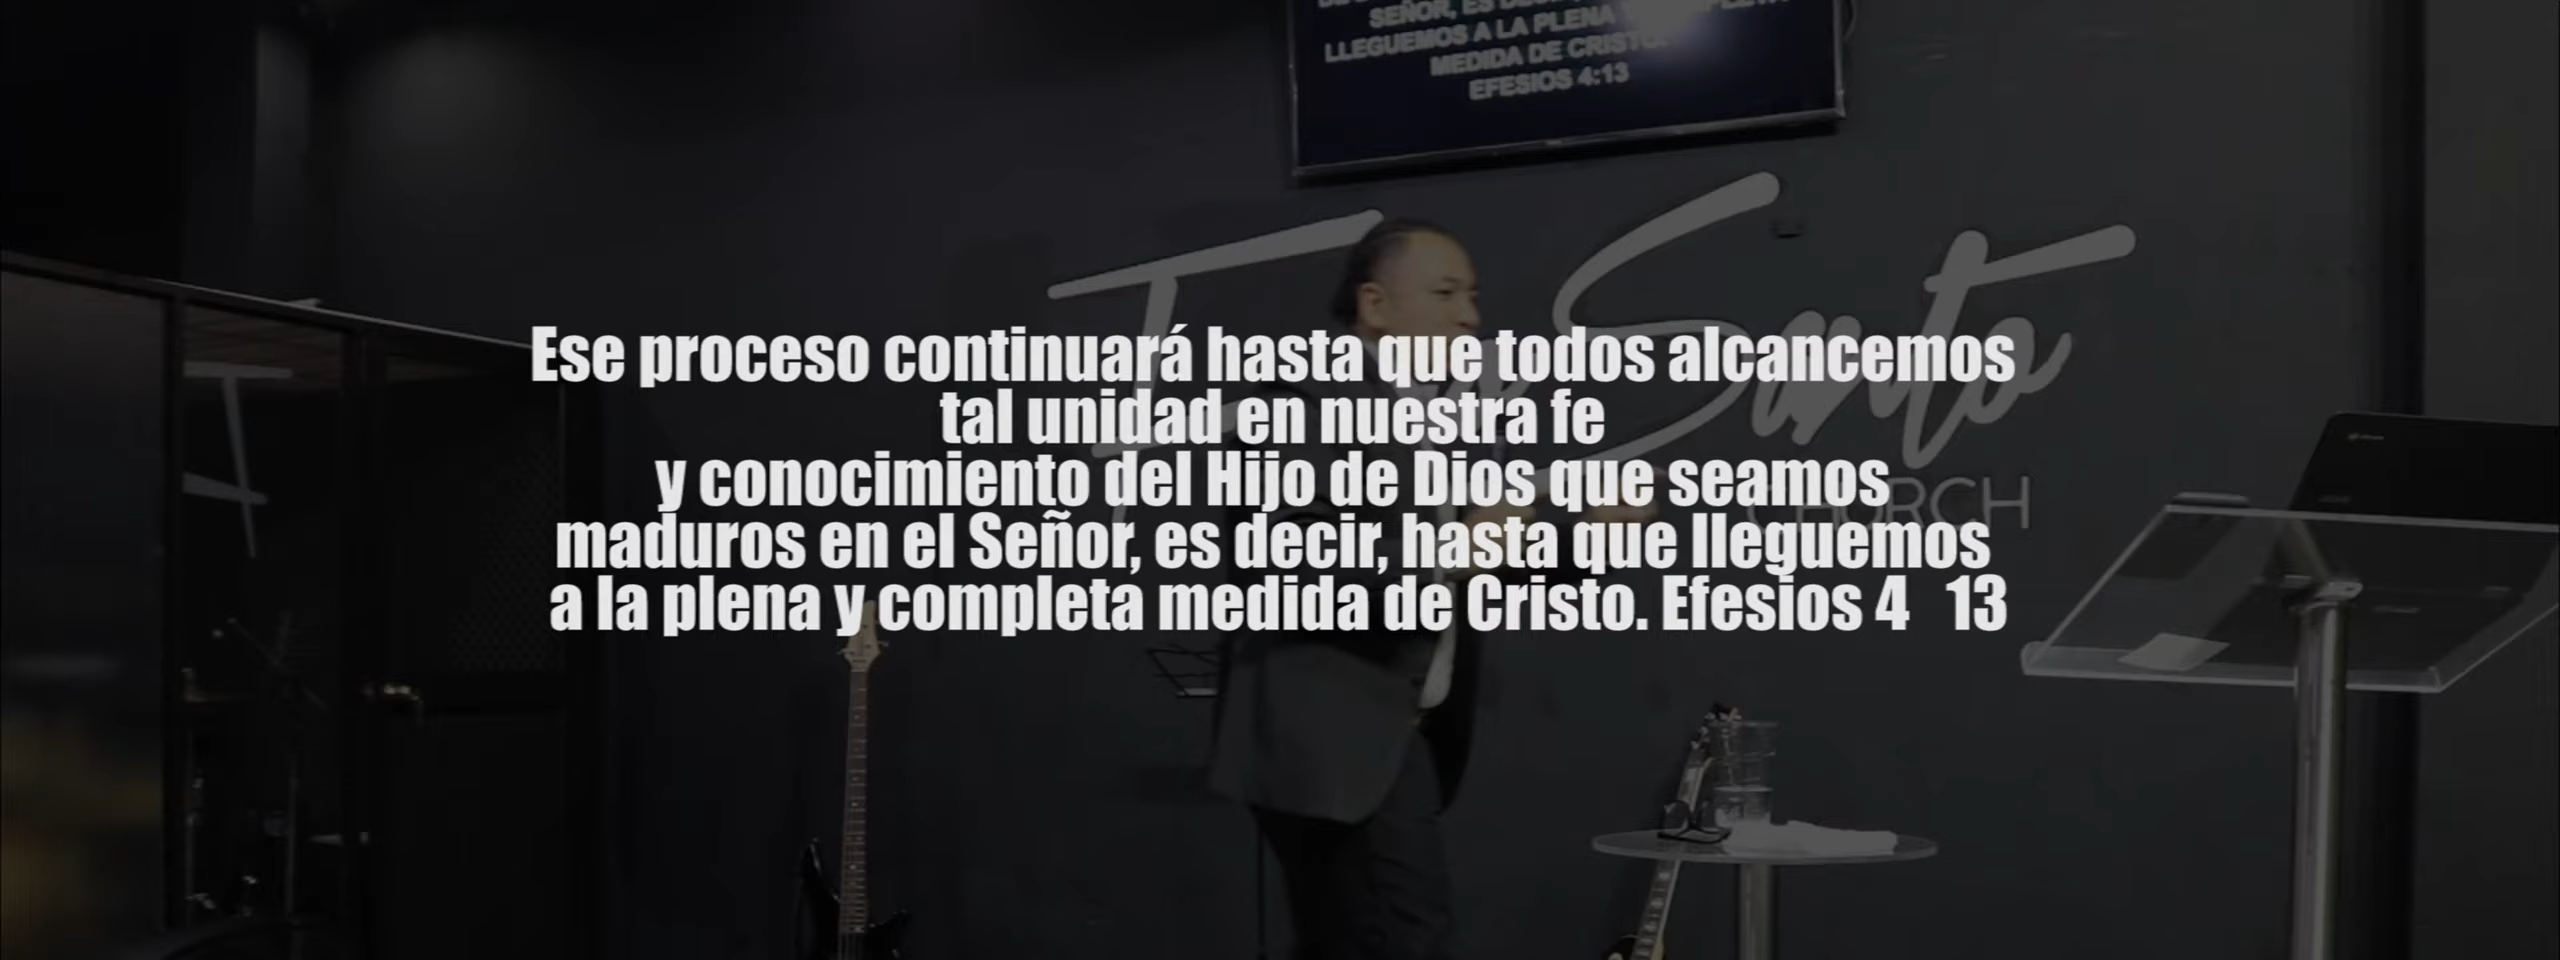 SEÑOR, ES
LLEGUEMOS A LA PLENA
MEDIDA DE CRISTO.
EFESIOS 4:13
Santo
CHURCH
Ese proceso continuará hasta que todos alcancemos
tal unidad en nuestra fe
y conocimiento del Hijo de Dios que seamos
maduros en el Señor, es decir, hasta que lleguemos
a la plena y completa medida de Cristo. Efesios 4 13